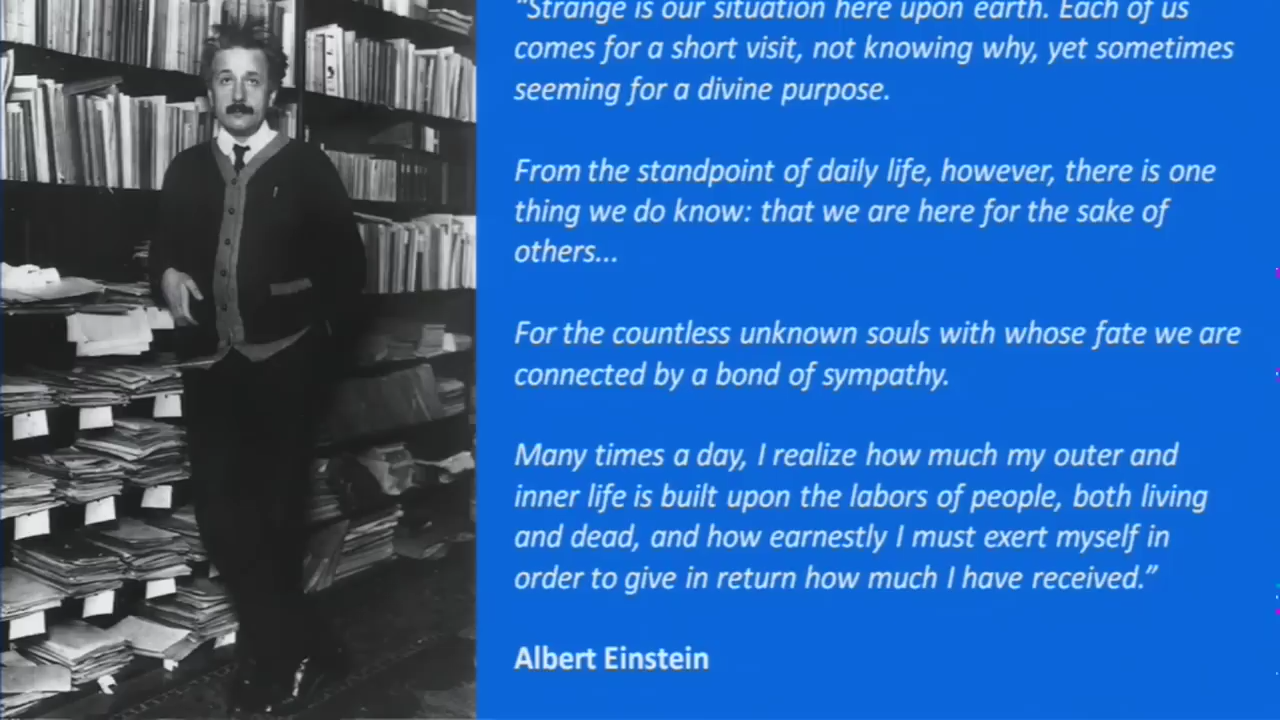 "Strange is our situation here upon earth. Each of us
comes for a short visit, not knowing why, yet sometimes
seeming for a divine purpose.
From the standpoint of daily life, however, there is one
thing we do know: that we are here for the sake of
others...
For the countless unknown souls with whose fate we are
connected by a bond of sympathy.
Many times a day, I realize how much my outer and
inner life is built upon the labors of people, both living
and dead, and how earnestly I must exert myself in
order to give in return how much I have received.”
Albert Einstein